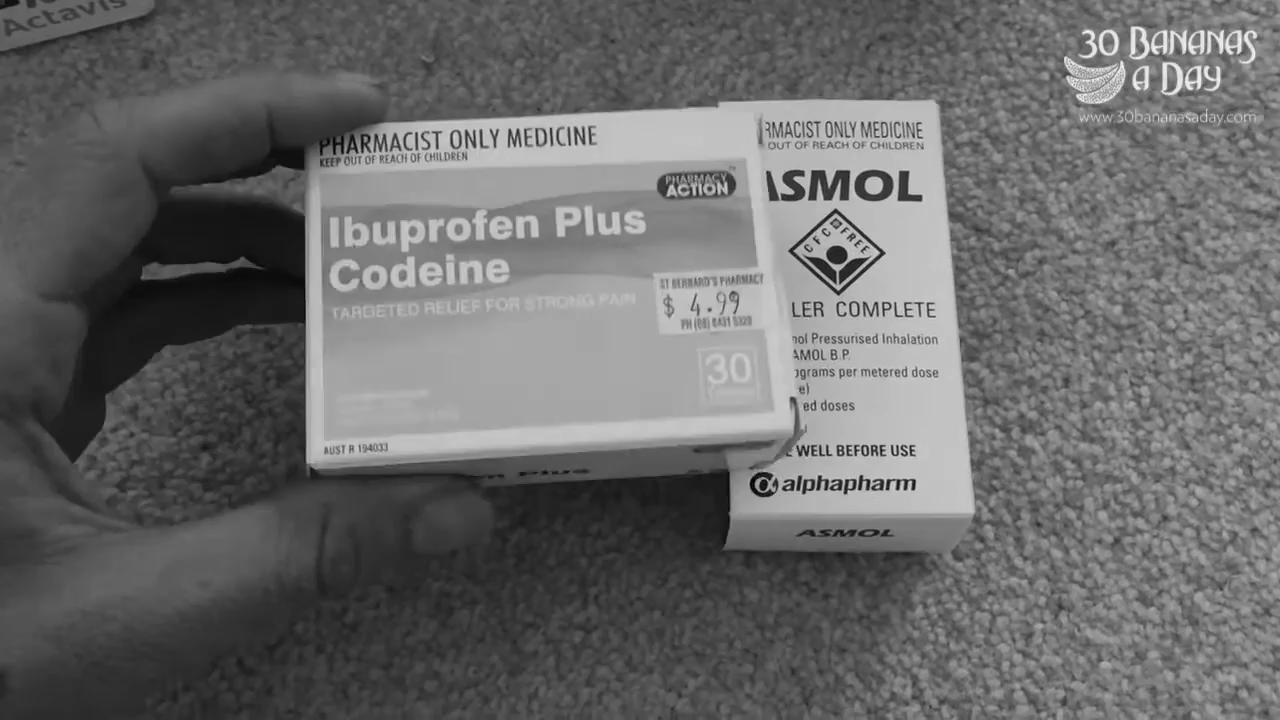 Actavis
30 BANANAS
A DAY
www.30bananasaday.com
PHARMACIST ONLY MEDICINE
KEEP OUT OF REACH OF CHILDREN
PHARMACY
ACTION
Ibuprofen Plus
Codeine
TARGETED RELIEF FOR STRONG PAIN
ST BERNARD'S PHARMACY
$ 4.99
PH (08) 8431 5329
30
AUST R 194033
Plus
RMACIST ONLY MEDICINE
OUT OF REACH OF CHILDREN
ASMOL
CFC FREE
LER COMPLETE
nol Pressurised Inhalation
AMOL B.P.
ograms per metered dose
e)
ed doses
E WELL BEFORE USE
alphapharm
ASMOL